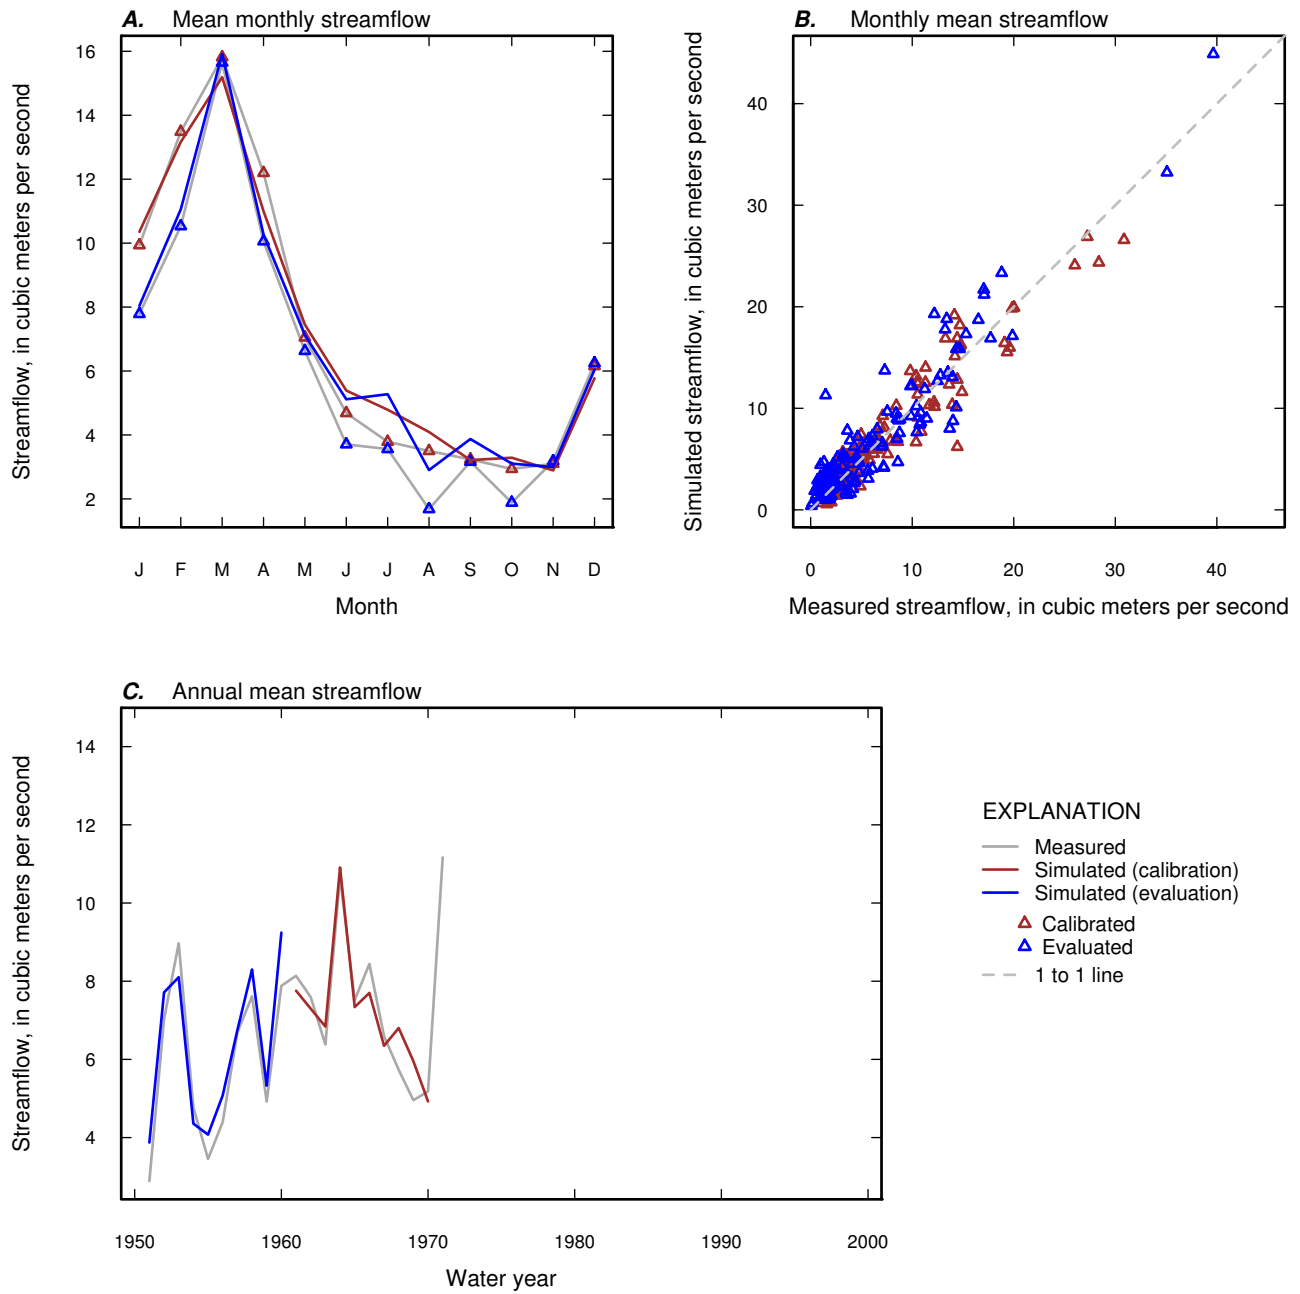 A. Mean monthly streamflow
Streamflow, in cubic meters per second
16
14
12
10
8
6
4
2
J F M A M J J A S O N D
Month
B. Monthly mean streamflow
Simulated streamflow, in cubic meters per second
40
30
20
10
0
0 10 20 30 40
Measured streamflow, in cubic meters per second
C. Annual mean streamflow
Streamflow, in cubic meters per second
14
12
10
8
6
4
1950 1960 1970 1980 1990 2000
Water year
EXPLANATION
Measured
Simulated (calibration)
Simulated (evaluation)
Calibrated
Evaluated
1 to 1 line